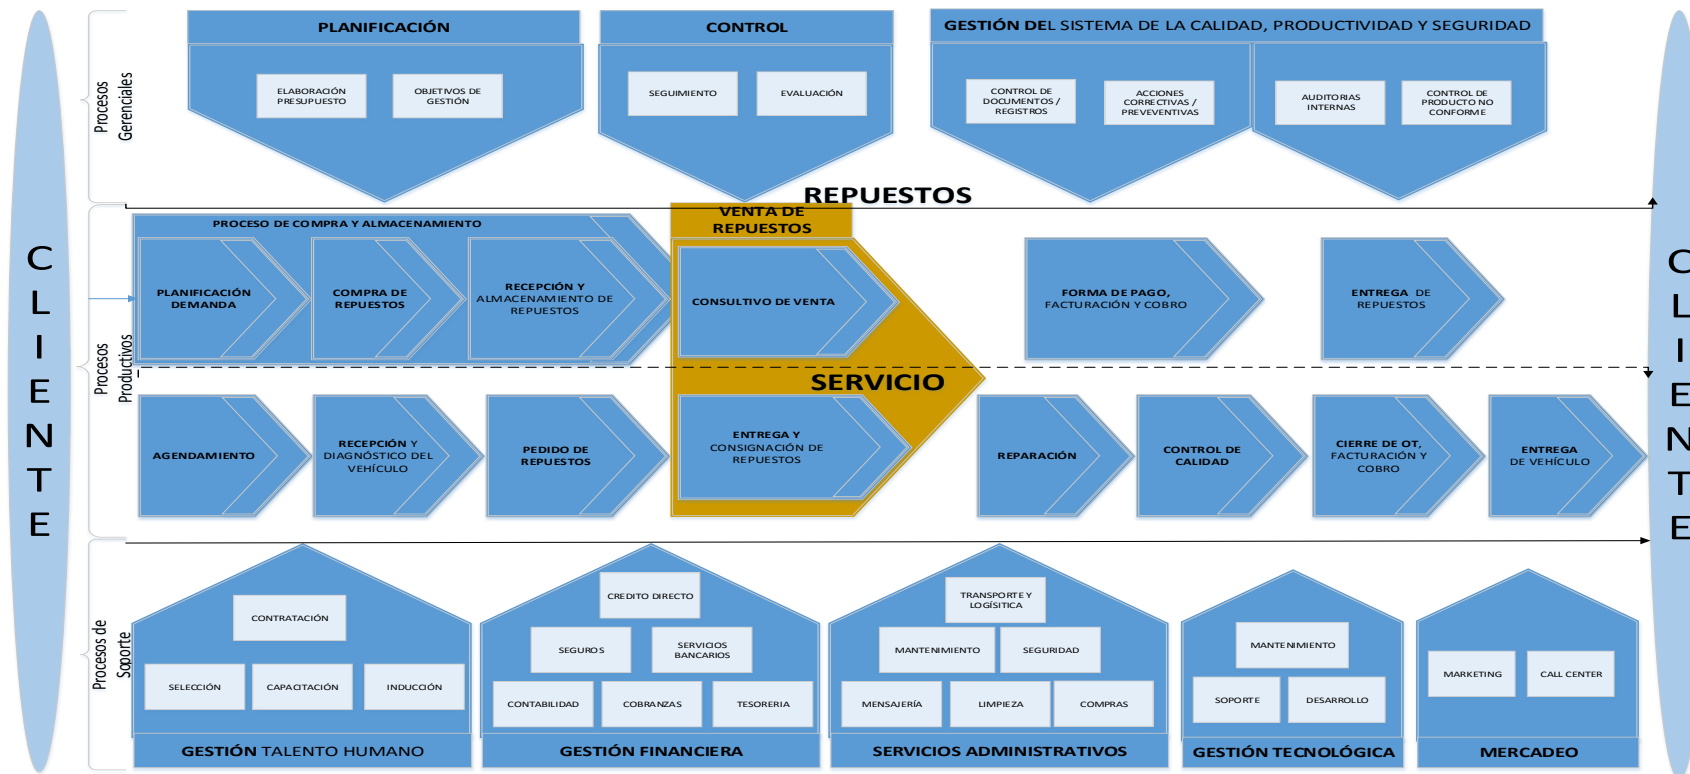 CLIENTE
Procesos
Gerenciales
PLANIFICACIÓN
ELABORACIÓN
PRESUPUESTO
OBJETIVOS DE
GESTIÓN
CONTROL
SEGUIMIENTO
EVALUACIÓN
GESTIÓN DEL SISTEMA DE LA CALIDAD, PRODUCTIVIDAD Y SEGURIDAD
CONTROL DE
DOCUMENTOS /
REGISTROS
ACCIONES
CORRECTIVAS /
PREVEVENTIVAS
AUDITORIAS
INTERNAS
CONTROL DE
PRODUCTO NO
CONFORME
REPUESTOS
Procesos
Productivos
PROCESO DE COMPRA Y ALMACENAMIENTO
PLANIFICACIÓN
DEMANDA
COMPRA DE
REPUESTOS
RECEPCIÓN Y
ALMACENAMIENTO DE
REPUESTOS
VENTA DE
REPUESTOS
CONSULTIVO DE VENTA
FORMA DE PAGO,
FACTURACIÓN Y COBRO
ENTREGA DE
REPUESTOS
SERVICIO
AGENDAMIENTO
RECEPCIÓN Y
DIAGNÓSTICO DEL
VEHÍCULO
PEDIDO DE
REPUESTOS
ENTREGA Y
CONSIGNACIÓN DE
REPUESTOS
REPARACIÓN
CONTROL DE
CALIDAD
CIERRE DE OT,
FACTURACIÓN Y
COBRO
ENTREGA
DE VEHÍCULO
Procesos de
Soporte
CONTRATACIÓN
SELECCIÓN
CAPACITACIÓN
INDUCCIÓN
GESTIÓN TALENTO HUMANO
CREDITO DIRECTO
SEGUROS
SERVICIOS
BANCARIOS
CONTABILIDAD
COBRANZAS
TESORERIA
GESTIÓN FINANCIERA
TRANSPORTE Y
LOGÍSITICA
MANTENIMIENTO
SEGURIDAD
MENSAJERÍA
LIMPIEZA
COMPRAS
SERVICIOS ADMINISTRATIVOS
MANTENIMIENTO
SOPORTE
DESARROLLO
GESTIÓN TECNOLÓGICA
MARKETING
CALL CENTER
MERCADEO
CLIENTE